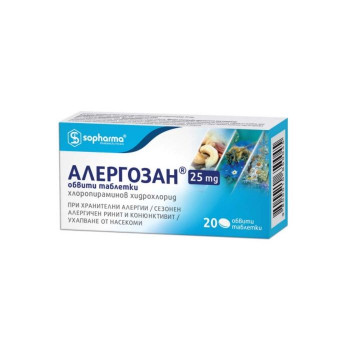 sopharma®
АЛЕРГОЗАН® 25 mg
обвити таблетки
хлоропираминов хидрохлорид
ПРИ ХРАНИТЕЛНИ АЛЕРГИИ / СЕЗОНЕН
АЛЕРГИЧЕН РИНИТ И КОНЮНКТИВИТ /
УХАПВАНЕ ОТ НАСЕКОМИ
20 обвити
таблетки